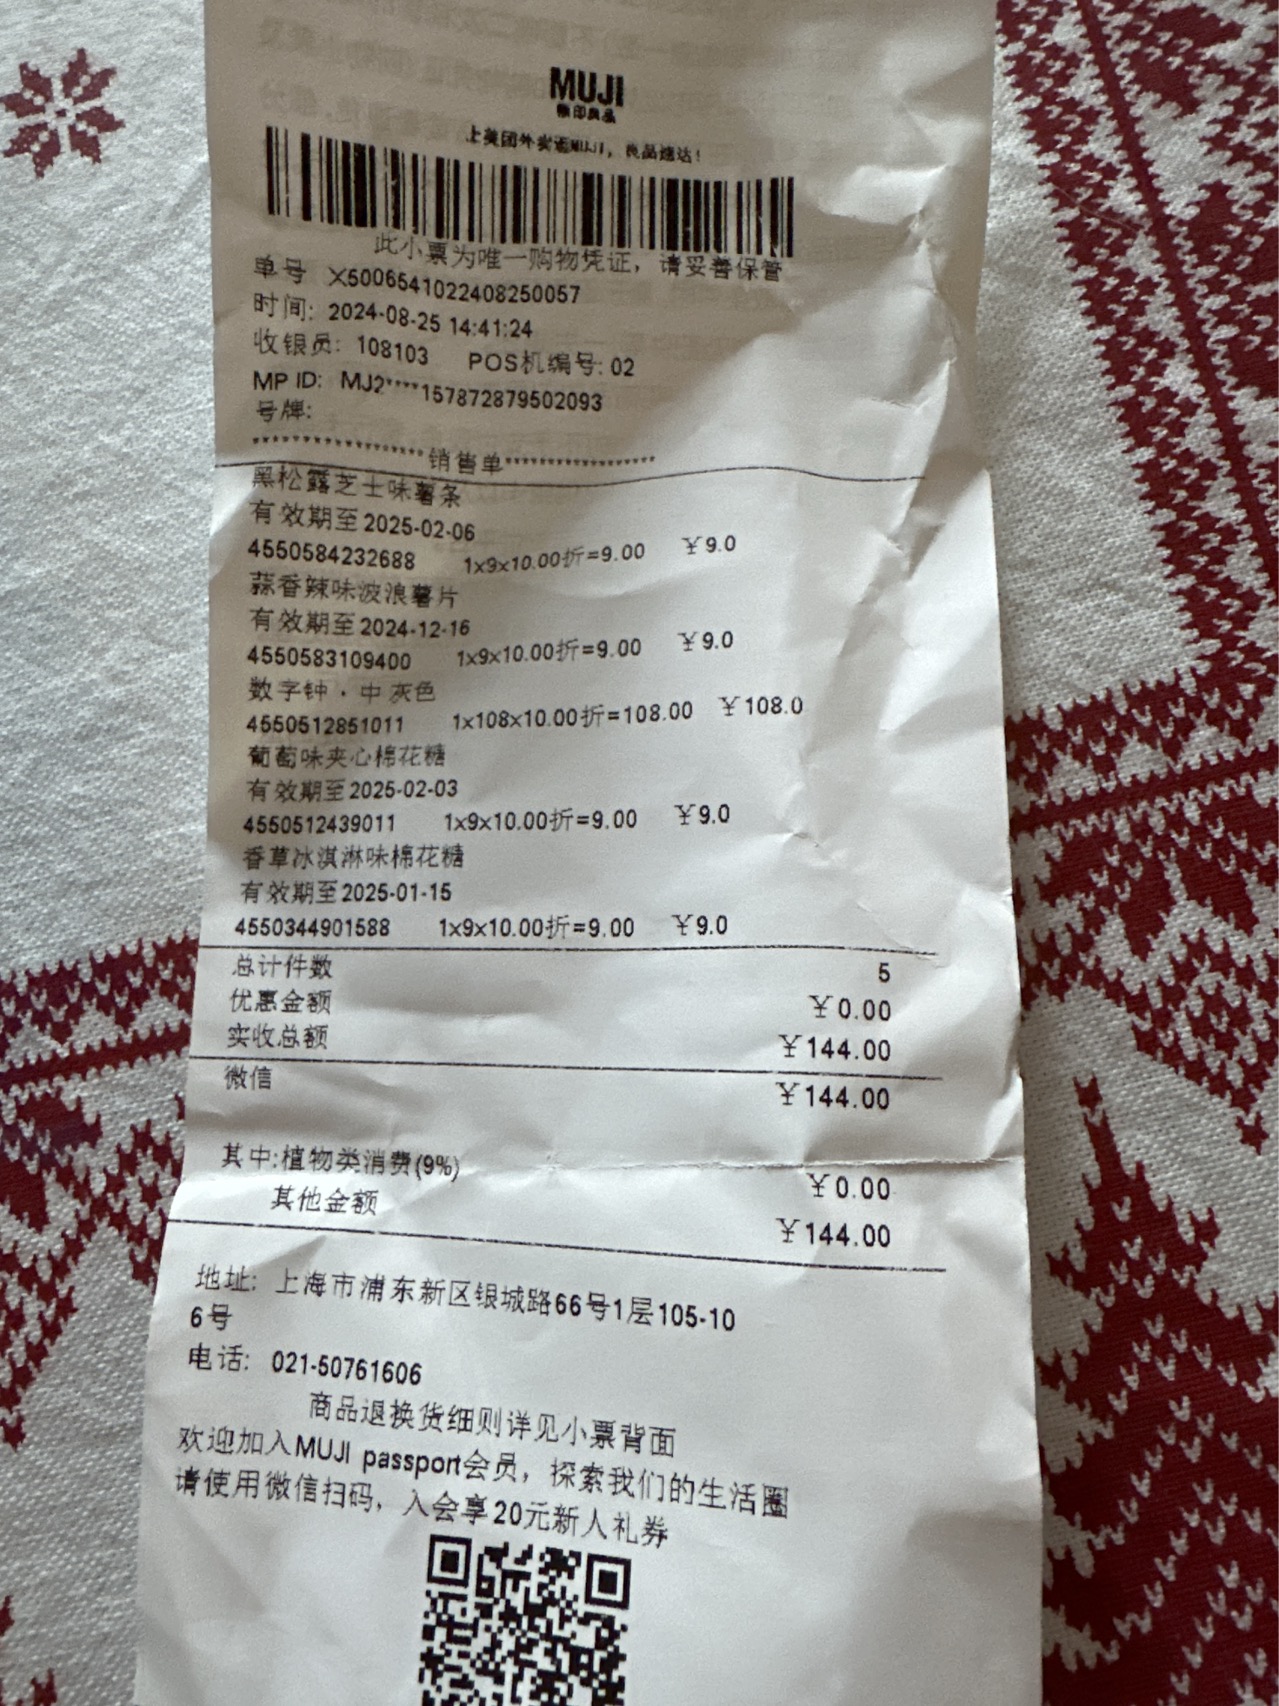 MUJI
無印良品
上美团外卖逛MUJI，良品速达！
此小票为唯一购物凭证，请妥善保管
单号 X5006541022408250057
时间: 2024-08-25 14:41:24
收银员: 108103 POS机编号: 02
MP ID: MJ2****157872879502093
号牌:
销售单
黑松露芝士味薯条
有效期至2025-02-06
4550584232688 1x9x10.00折=9.00 ￥9.0
蒜香辣味波浪薯片
有效期至2024-12-16
4550583109400 1x9x10.00折=9.00 ￥9.0
数字钟·中 灰色
4550512851011 1x108x10.00折=108.00 ￥108.0
葡萄味夹心棉花糖
有效期至2025-02-03
4550512439011 1x9x10.00折=9.00 ￥9.0
香草冰淇淋味棉花糖
有效期至2025-01-15
4550344901588 1x9x10.00折=9.00 ￥9.0
总计件数 5
优惠金额 ￥0.00
实收总额 ￥144.00
微信 ￥144.00
其中:植物类消费(9%) ￥0.00
其他金额 ￥144.00
地址: 上海市浦东新区银城路66号1层105-10
6号
电话: 021-50761606
商品退换货细则详见小票背面
欢迎加入MUJI passport会员，探索我们的生活圈
请使用微信扫码，入会享20元新人礼券